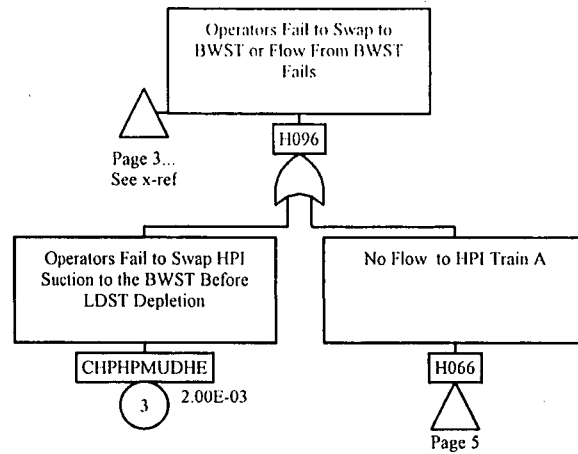 Operators Fail to Swap to
BWST or Flow From BWST
Fails
H096
Page 3...
See x-ref
Operators Fail to Swap HPI
Suction to the BWST Before
LDST Depletion
CHPHPMUDHE
3
2.00E-03
No Flow to HPI Train A
H066
Page 5